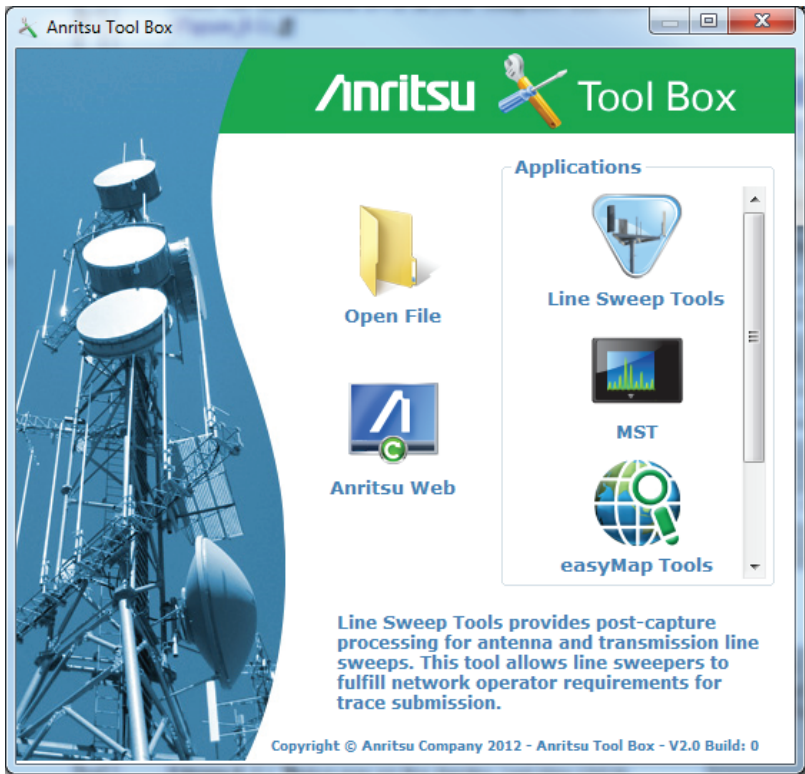 Anritsu Tool Box
Anritsu Tool Box
Open File
Anritsu Web
Applications
Line Sweep Tools
MST
easyMap Tools
Line Sweep Tools provides post-capture
processing for antenna and transmission line
sweeps. This tool allows line sweepers to
fulfill network operator requirements for
trace submission.
Copyright © Anritsu Company 2012 - Anritsu Tool Box - V2.0 Build: 0